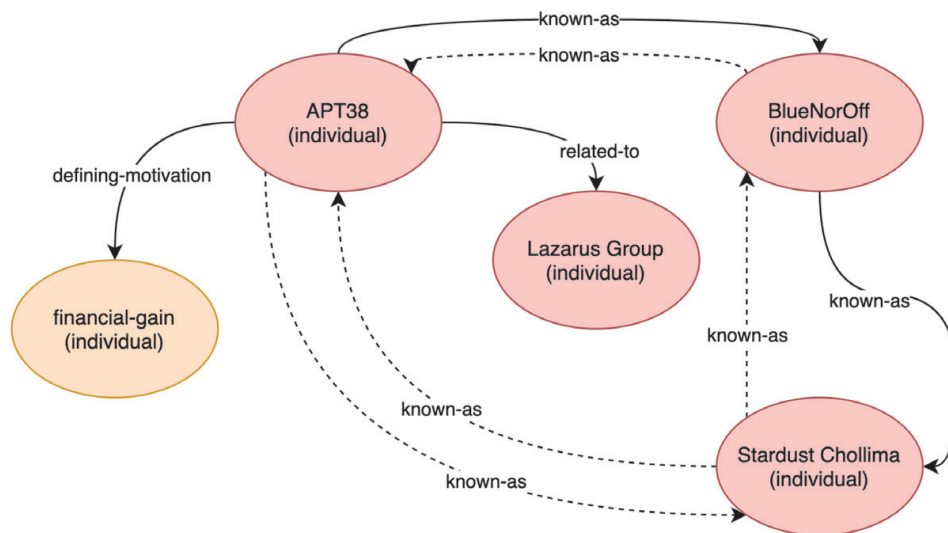 known-as
known-as
APT38
(individual)
BlueNorOff
(individual)
related-to
defining-motivation
Lazarus Group
(individual)
known-as
financial-gain
(individual)
known-as
known-as
Stardust Chollima
(individual)
known-as